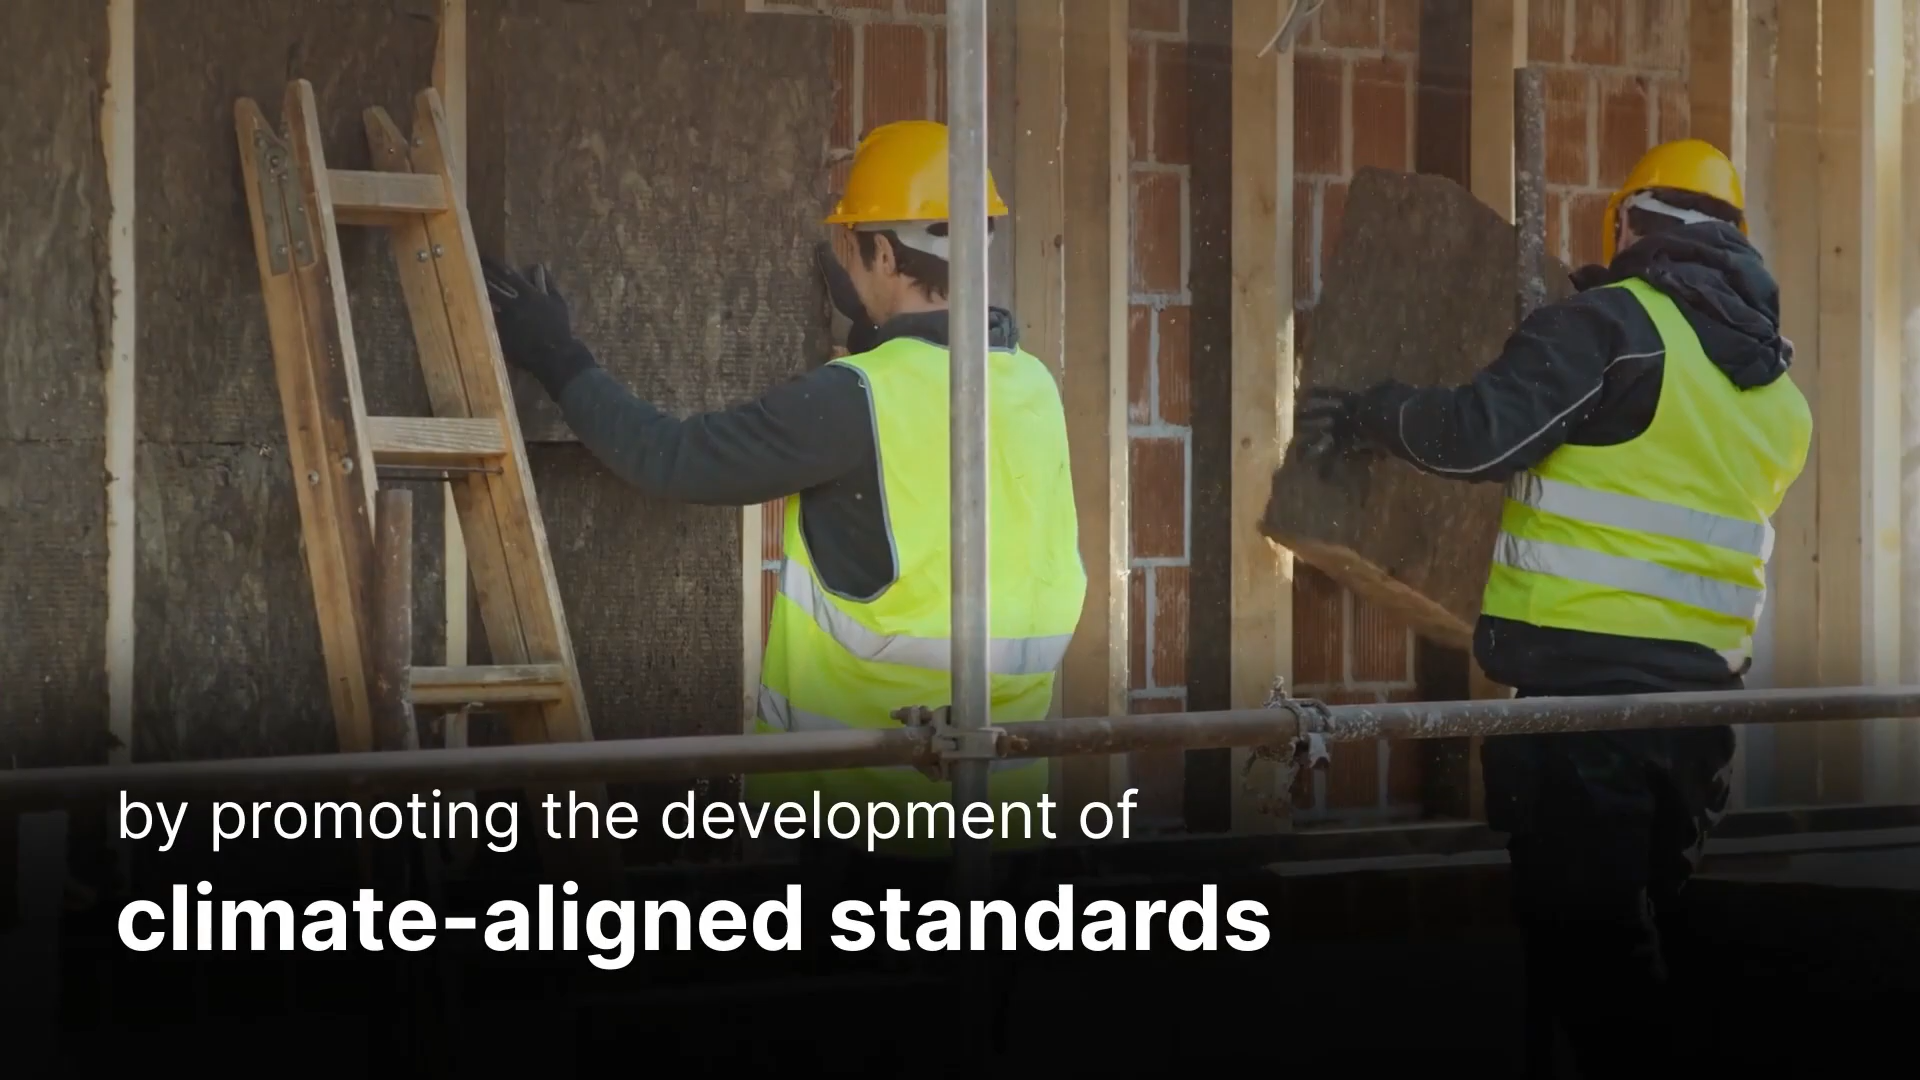 by promoting the development of
climate-aligned standards